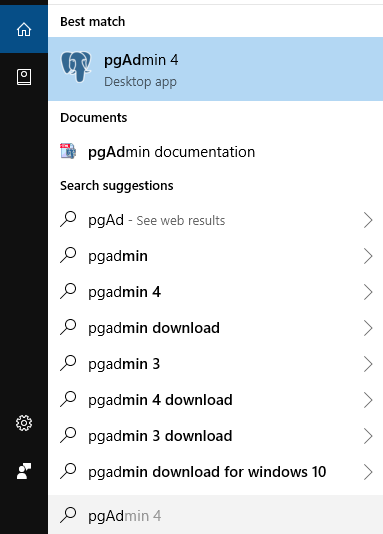 Best match
pgAdmin 4
Desktop app
Documents
pgAdmin documentation
Search suggestions
pgAd - See web results
pgadmin
pgadmin 4
pgadmin download
pgadmin 3
pgadmin 4 download
pgadmin 3 download
pgadmin download for windows 10
pgAdmin 4